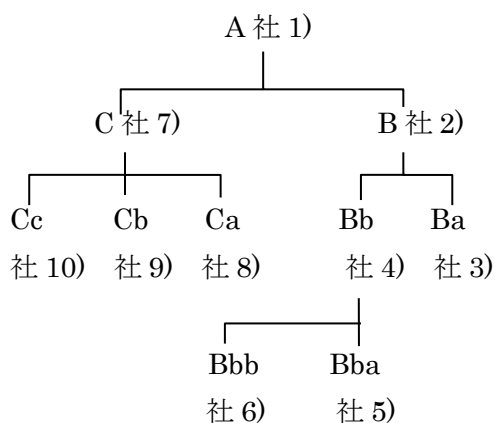 A 社 1)
C 社 7) B 社 2)
Cc Cb Ca Bb Ba
社 10) 社 9) 社 8) 社 4) 社 3)
Bbb Bba
社 6) 社 5)